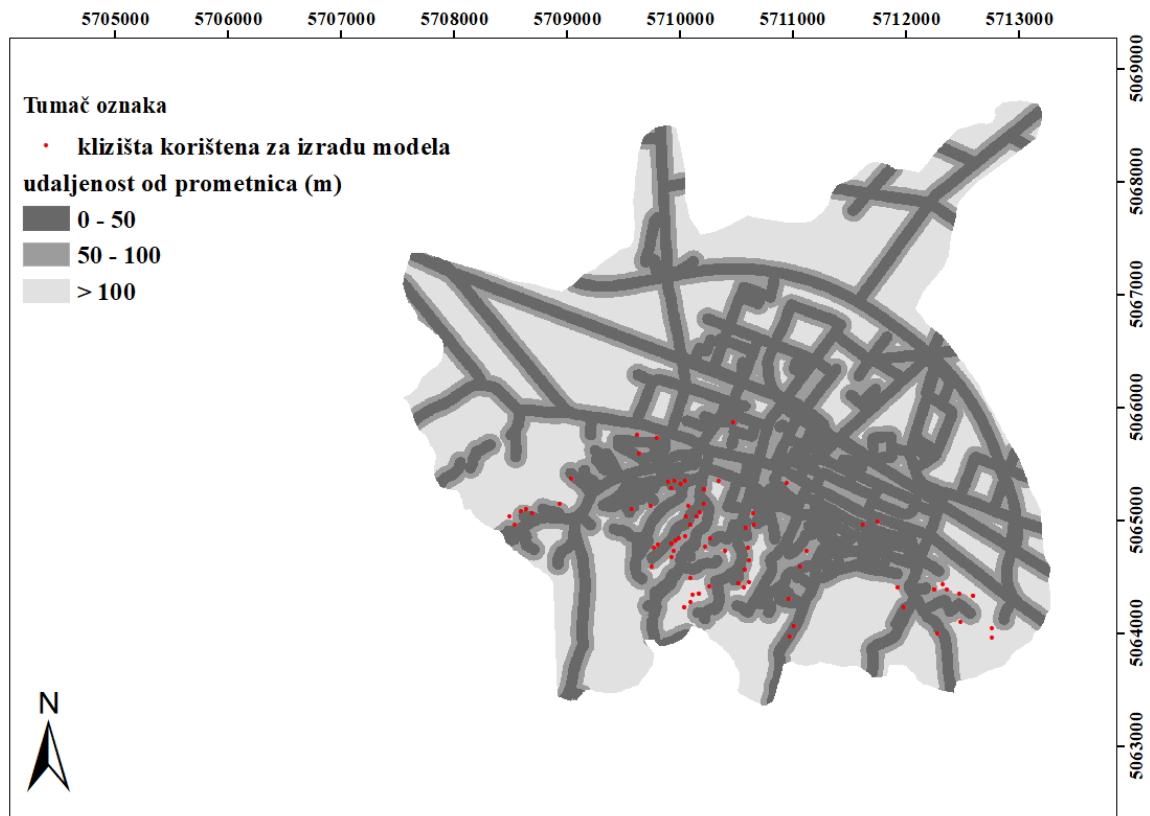 5705000 5706000 5707000 5708000 5709000 5710000 5711000 5712000 5713000
Tumač oznaka
klizišta korištena za izradu modela
udaljenost od prometnica (m)
0 - 50
50 - 100
> 100
N
5069000
5068000
5067000
5066000
5065000
5064000
5063000